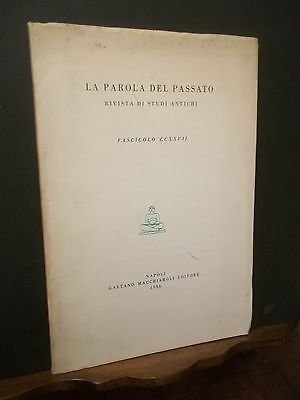 LA PAROLA DEL PASSATO
RIVISTA DI STUDI ANTICHI
FASCICOLO CCXXVII
NAPOLI
GAETANO MACCHIAROLI EDITORE
1986